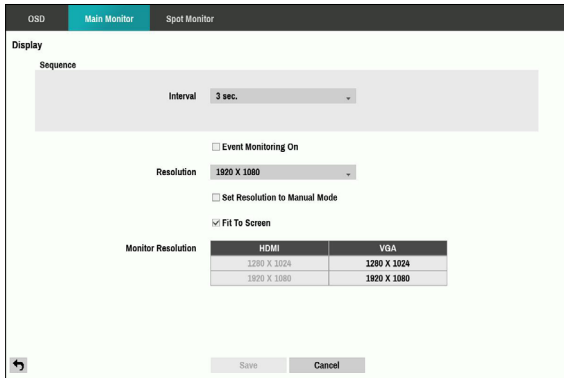 OSD Main Monitor Spot Monitor
Display
Sequence
Interval 3 sec.
Event Monitoring On
Resolution 1920 X 1080
Set Resolution to Manual Mode
Fit To Screen
Monitor Resolution HDMI VGA
1280 X 1024 1280 X 1024
1920 X 1080 1920 X 1080
Save Cancel